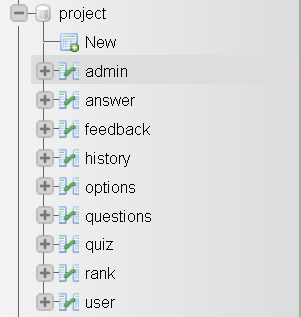 project
New
admin
answer
feedback
history
options
questions
quiz
rank
user